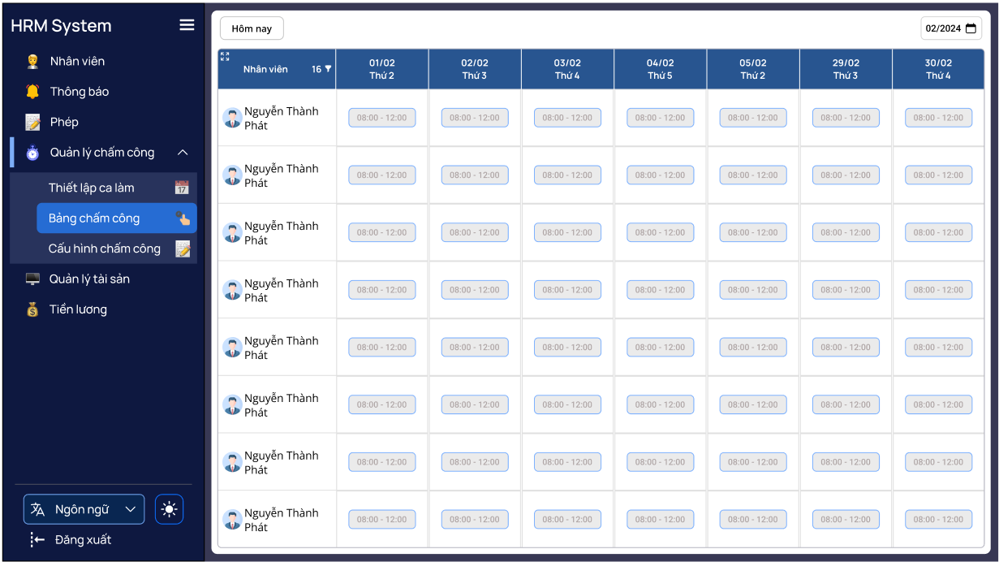 HRM System
Nhân viên
Thông báo
Phép
Quản lý chấm công
Thiết lập ca làm
17
Bảng chấm công
Cấu hình chấm công
Quản lý tài sản
Tiền lương
Ngôn ngữ
Đăng xuất
Hôm nay
02/2024
Nhân viên 16 01/02 02/02 03/02 04/02 05/02 29/02 30/02
Thứ 2 Thứ 3 Thứ 4 Thứ 5 Thứ 2 Thứ 3 Thứ 4
Nguyễn Thành
Phát
08:00 - 12:00 08:00 - 12:00 08:00 - 12:00 08:00 - 12:00 08:00 - 12:00 08:00 - 12:00 08:00 - 12:00
Nguyễn Thành
Phát
08:00 - 12:00 08:00 - 12:00 08:00 - 12:00 08:00 - 12:00 08:00 - 12:00 08:00 - 12:00 08:00 - 12:00
Nguyễn Thành
Phát
08:00 - 12:00 08:00 - 12:00 08:00 - 12:00 08:00 - 12:00 08:00 - 12:00 08:00 - 12:00 08:00 - 12:00
Nguyễn Thành
Phát
08:00 - 12:00 08:00 - 12:00 08:00 - 12:00 08:00 - 12:00 08:00 - 12:00 08:00 - 12:00 08:00 - 12:00
Nguyễn Thành
Phát
08:00 - 12:00 08:00 - 12:00 08:00 - 12:00 08:00 - 12:00 08:00 - 12:00 08:00 - 12:00 08:00 - 12:00
Nguyễn Thành
Phát
08:00 - 12:00 08:00 - 12:00 08:00 - 12:00 08:00 - 12:00 08:00 - 12:00 08:00 - 12:00 08:00 - 12:00
Nguyễn Thành
Phát
08:00 - 12:00 08:00 - 12:00 08:00 - 12:00 08:00 - 12:00 08:00 - 12:00 08:00 - 12:00 08:00 - 12:00
Nguyễn Thành
Phát
08:00 - 12:00 08:00 - 12:00 08:00 - 12:00 08:00 - 12:00 08:00 - 12:00 08:00 - 12:00 08:00 - 12:00